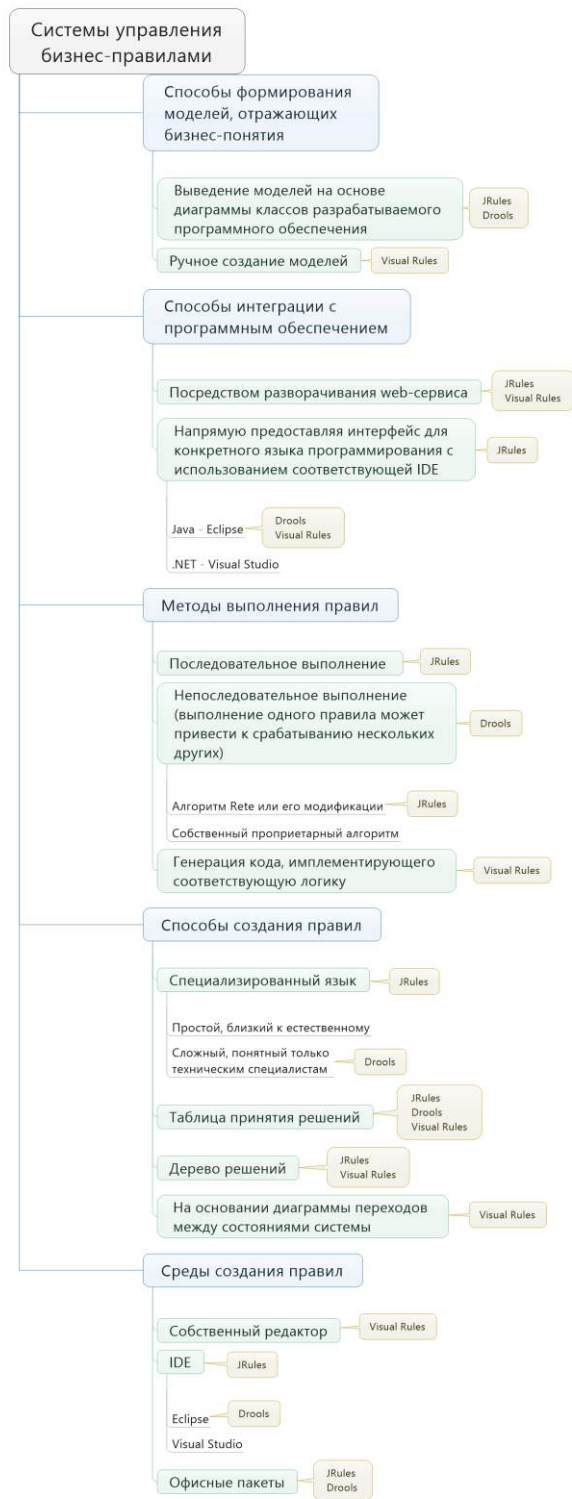 Системы управления
бизнес-правилами
Способы формирования
моделей, отражающих
бизнес-понятия
Выведение моделей на основе
диаграммы классов разрабатываемого
программного обеспечения
JRules
Drools
Ручное создание моделей
Visual Rules
Способы интеграции с
программным обеспечением
Посредством разворачивания web-сервиса
JRules
Visual Rules
Напрямую предоставляя интерфейс для
конкретного языка программирования с
использованием соответствующей IDE
JRules
Java - Eclipse
Drools
Visual Rules
.NET - Visual Studio
Методы выполнения правил
Последовательное выполнение
JRules
Непоследовательное выполнение
(выполнение одного правила может
привести к срабатыванию нескольких
других)
Drools
Алгоритм Rete или его модификации
JRules
Собственный проприетарный алгоритм
Генерация кода, имплементирующего
соответствующую логику
Visual Rules
Способы создания правил
Специализированный язык
JRules
Простой, близкий к естественному
Сложный, понятный только
техническим специалистам
Drools
Таблица принятия решений
JRules
Drools
Visual Rules
Дерево решений
JRules
Visual Rules
На основании диаграммы переходов
между состояниями системы
Visual Rules
Среды создания правил
Собственный редактор
Visual Rules
IDE
JRules
Eclipse
Drools
Visual Studio
Офисные пакеты
JRules
Drools